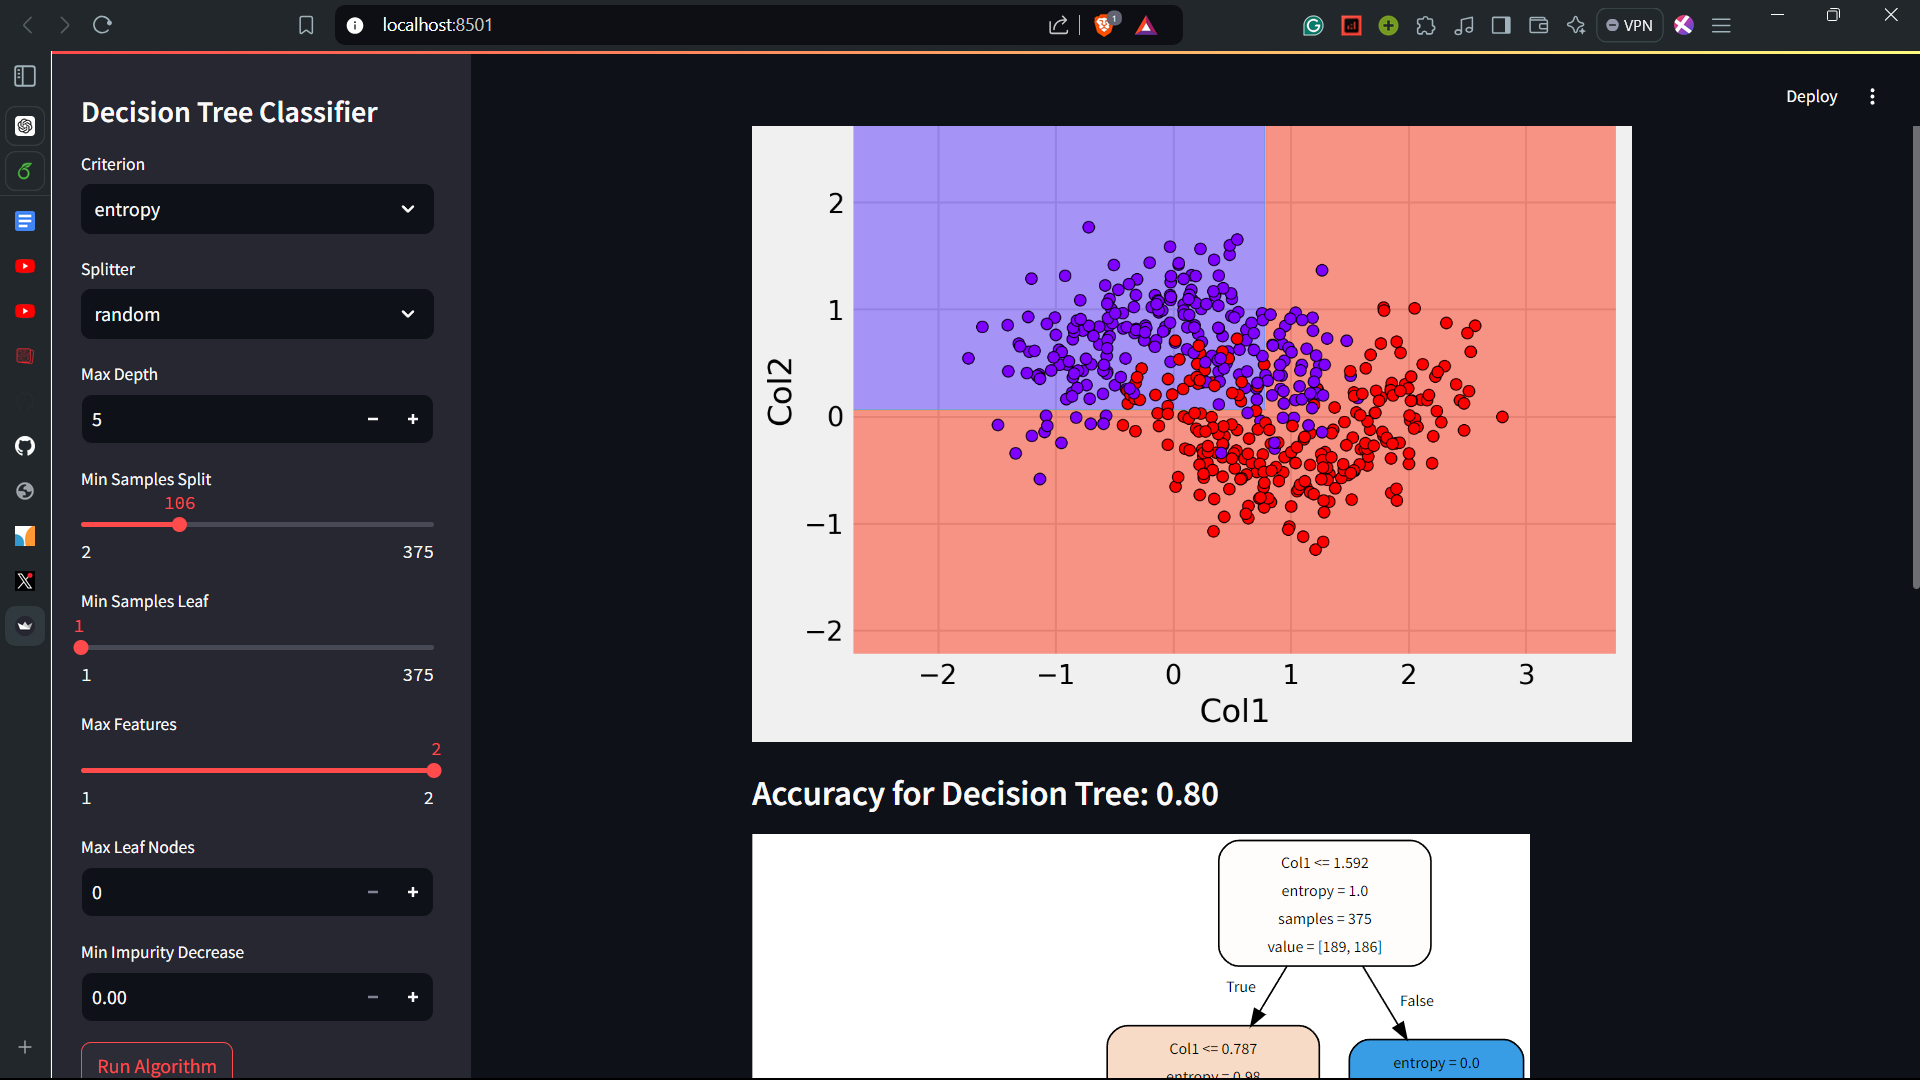 localhost:8501
1
VPN
Deploy
Decision Tree Classifier
Criterion
entropy
Splitter
random
Max Depth
5
Min Samples Split
106
2 375
Min Samples Leaf
1
1 375
Max Features
2
1 2
Max Leaf Nodes
0
Min Impurity Decrease
0.00
Run Algorithm
2
1
0
−1
−2
Col2
−2 −1 0 1 2 3
Col1
Accuracy for Decision Tree: 0.80
Col1 <= 1.592
entropy = 1.0
samples = 375
value = [189, 186]
True
False
Col1 <= 0.787
entropy = 0.98
entropy = 0.0